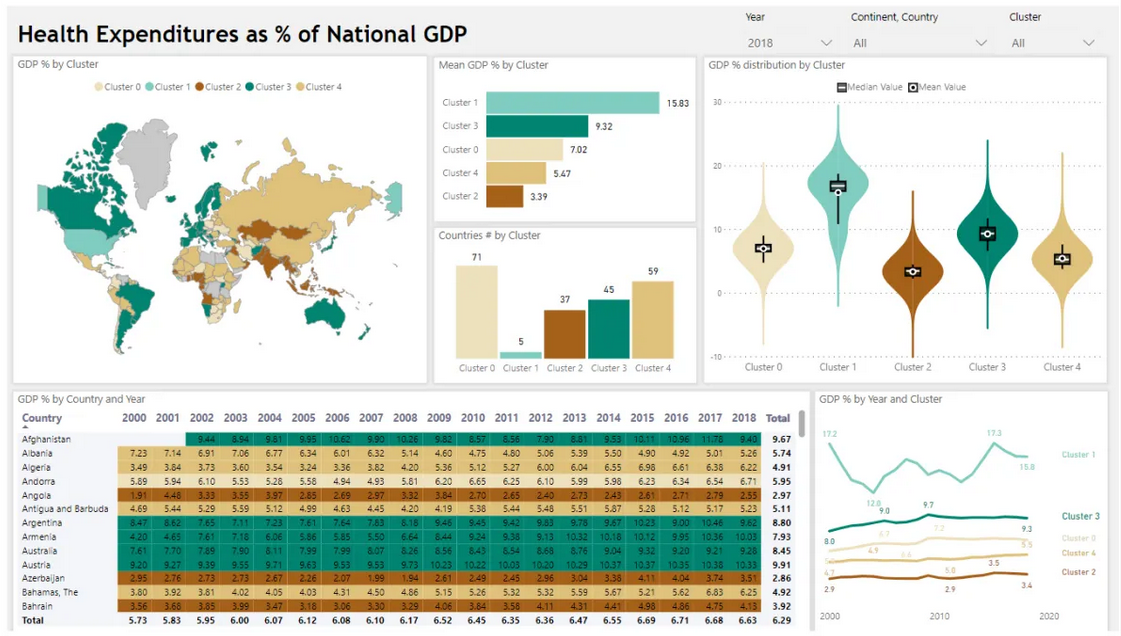 Health Expenditures as % of National GDP
Year
Continent, Country
Cluster
2018
All
All
GDP % by Cluster
Cluster 0 Cluster 1 Cluster 2 Cluster 3 Cluster 4
Mean GDP % by Cluster
Cluster 1 15.83
Cluster 3 9.32
Cluster 0 7.02
Cluster 4 5.47
Cluster 2 3.39
Countries # by Cluster
71
5
37
45
59
Cluster 0 Cluster 1 Cluster 2 Cluster 3 Cluster 4
GDP % distribution by Cluster
Median Value Mean Value
30
20
10
0
-10
Cluster 0 Cluster 1 Cluster 2 Cluster 3 Cluster 4
GDP % by Country and Year
Country 2000 2001 2002 2003 2004 2005 2006 2007 2008 2009 2010 2011 2012 2013 2014 2015 2016 2017 2018 Total
Afghanistan 9.44 8.94 9.81 9.95 10.62 9.90 10.26 9.82 8.57 8.56 7.90 8.81 9.53 10.11 10.96 11.78 9.40 9.67
Albania 7.23 7.14 6.91 7.06 6.77 6.34 6.01 6.32 5.14 4.60 4.75 4.80 5.06 5.39 5.50 4.90 4.92 5.01 5.26 5.74
Algeria 3.49 3.84 3.73 3.60 3.54 3.24 3.36 3.82 4.20 5.36 5.12 5.27 6.00 6.04 6.55 6.98 6.61 6.38 6.22 4.91
Andorra 5.89 5.94 6.10 5.53 5.28 5.58 4.94 4.93 5.81 6.20 6.65 6.25 6.10 5.99 5.98 6.23 6.34 6.54 6.71 5.95
Angola 1.91 4.48 3.33 3.55 3.97 2.85 2.69 2.97 3.32 3.84 2.70 2.65 2.40 2.73 2.43 2.61 2.71 2.79 2.55 2.97
Antigua and Barbuda 4.69 5.44 5.29 5.59 5.12 4.99 4.63 4.45 4.20 4.19 5.38 5.44 5.48 5.51 5.87 5.28 5.12 5.17 5.23 5.11
Argentina 8.47 8.62 7.65 7.11 7.23 7.61 7.64 7.83 8.18 9.46 9.45 9.42 9.83 9.78 9.67 10.23 9.00 10.46 9.62 8.80
Armenia 4.20 4.65 7.61 7.18 6.06 5.86 5.85 5.50 6.64 8.44 9.24 9.38 9.13 10.32 10.18 10.12 9.95 10.36 10.03 7.93
Australia 7.61 7.70 7.89 7.90 8.11 7.99 7.99 8.07 8.26 8.56 8.43 8.54 8.68 8.76 9.04 9.32 9.20 9.21 9.28 8.45
Austria 9.20 9.27 9.39 9.55 9.71 9.63 9.53 9.53 9.73 10.23 10.22 10.03 10.20 10.29 10.37 10.37 10.35 10.38 10.33 9.91
Azerbaijan 2.95 2.76 2.73 2.73 2.67 2.26 2.07 1.99 1.94 2.61 2.49 2.45 2.96 3.04 3.38 4.11 4.04 3.74 3.51 2.86
Bahamas, The 3.80 3.92 3.81 4.02 4.05 4.03 4.31 4.50 4.86 5.15 5.26 5.32 5.32 5.59 5.67 5.21 5.62 6.83 6.25 4.92
Bahrain 3.56 3.68 3.85 3.99 3.47 3.18 3.06 3.30 3.29 4.06 3.84 3.58 4.11 4.31 4.41 4.98 4.86 4.75 4.13 3.92
Total 5.73 5.83 5.95 6.00 6.07 6.12 6.08 6.10 6.17 6.52 6.45 6.35 6.36 6.47 6.55 6.69 6.71 6.68 6.63 6.29
GDP % by Year and Cluster
17.2
17.3
15.8
Cluster 1
12.0
9.0
9.7
8.0
9.3
Cluster 3
6.7
7.2
Cluster 0
4.9
6.6
5.5
Cluster 4
4.7
5.0
3.5
Cluster 2
2.9
2.9
3.4
2000 2010 2020